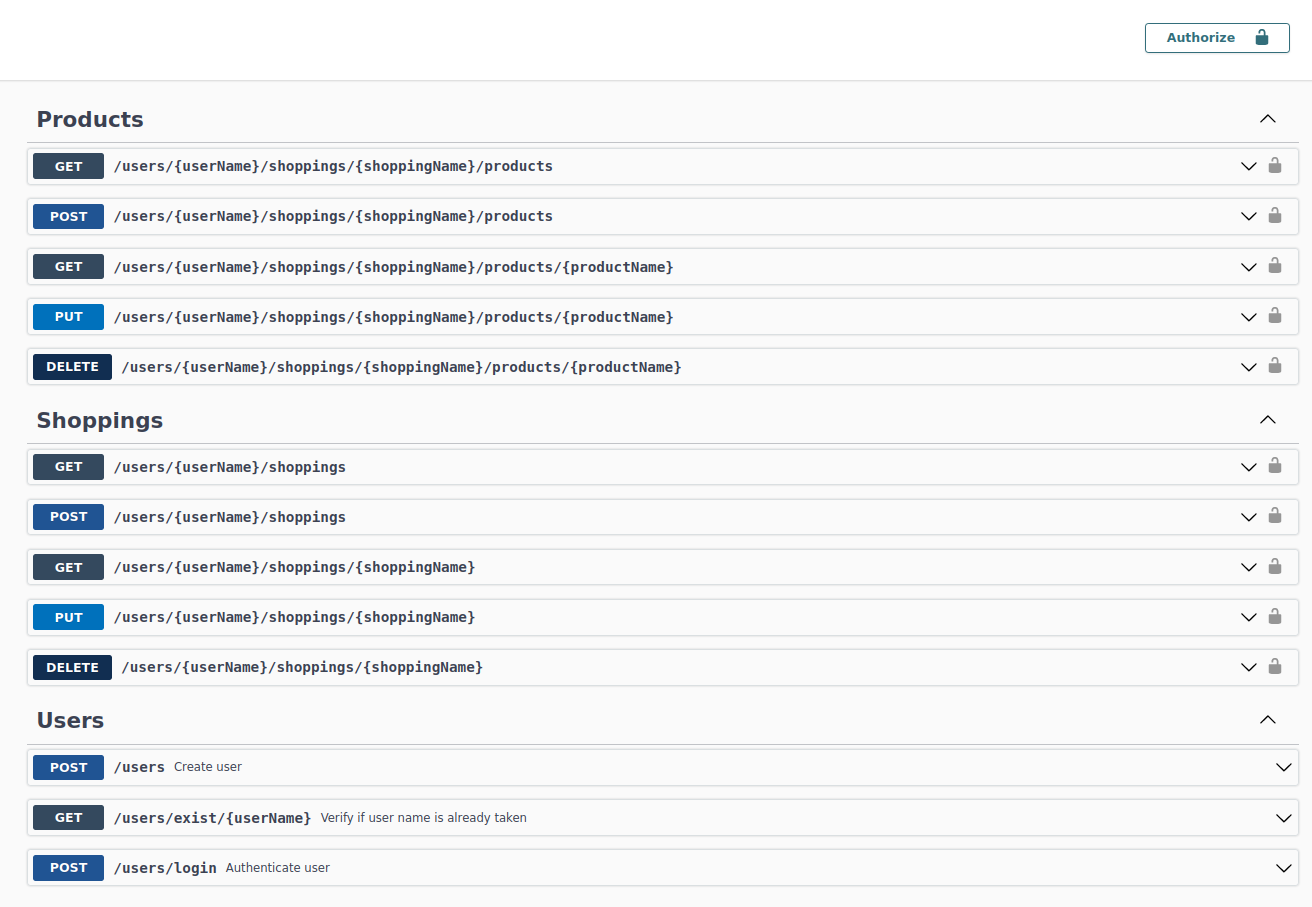 Authorize
Products
GET /users/{userName}/shoppings/{shoppingName}/products
POST /users/{userName}/shoppings/{shoppingName}/products
GET /users/{userName}/shoppings/{shoppingName}/products/{productName}
PUT /users/{userName}/shoppings/{shoppingName}/products/{productName}
DELETE /users/{userName}/shoppings/{shoppingName}/products/{productName}
Shoppings
GET /users/{userName}/shoppings
POST /users/{userName}/shoppings
GET /users/{userName}/shoppings/{shoppingName}
PUT /users/{userName}/shoppings/{shoppingName}
DELETE /users/{userName}/shoppings/{shoppingName}
Users
POST /users Create user
GET /users/exist/{userName} Verify if user name is already taken
POST /users/login Authenticate user